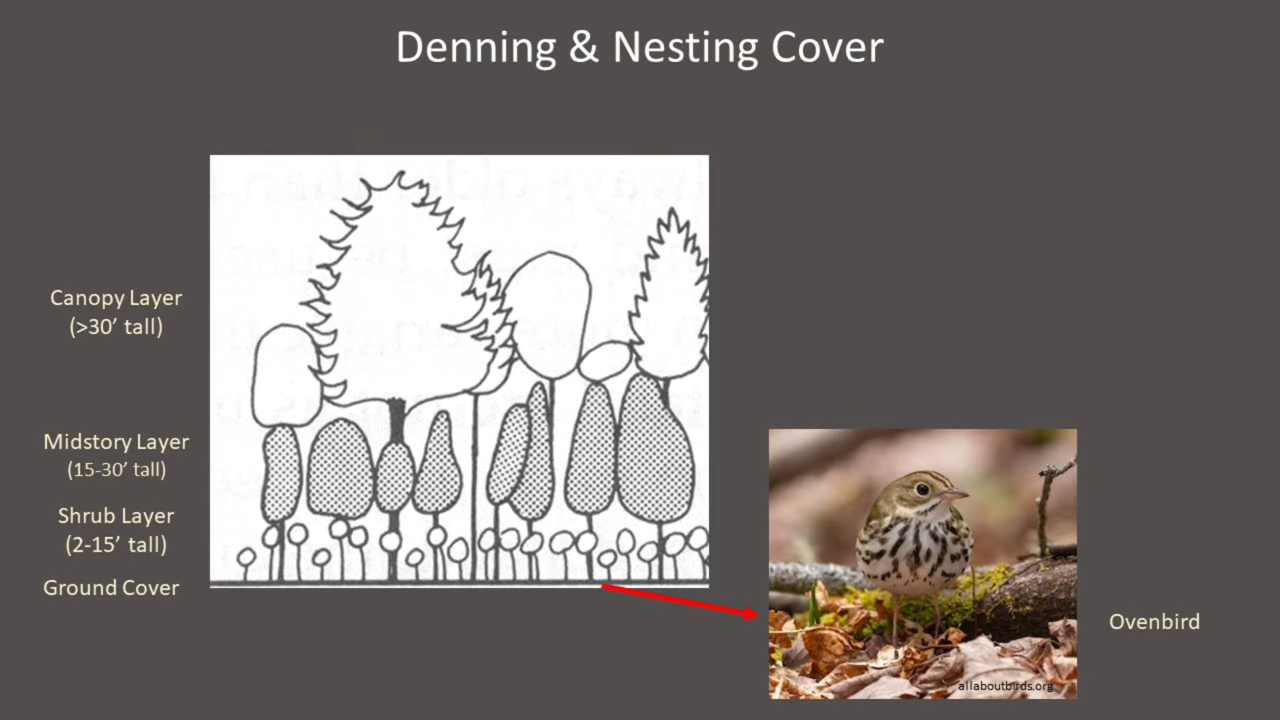 Denning & Nesting Cover
Canopy Layer
(>30’ tall)
Midstory Layer
(15-30’ tall)
Shrub Layer
(2-15’ tall)
Ground Cover
Ovenbird
allaboutbirds.org